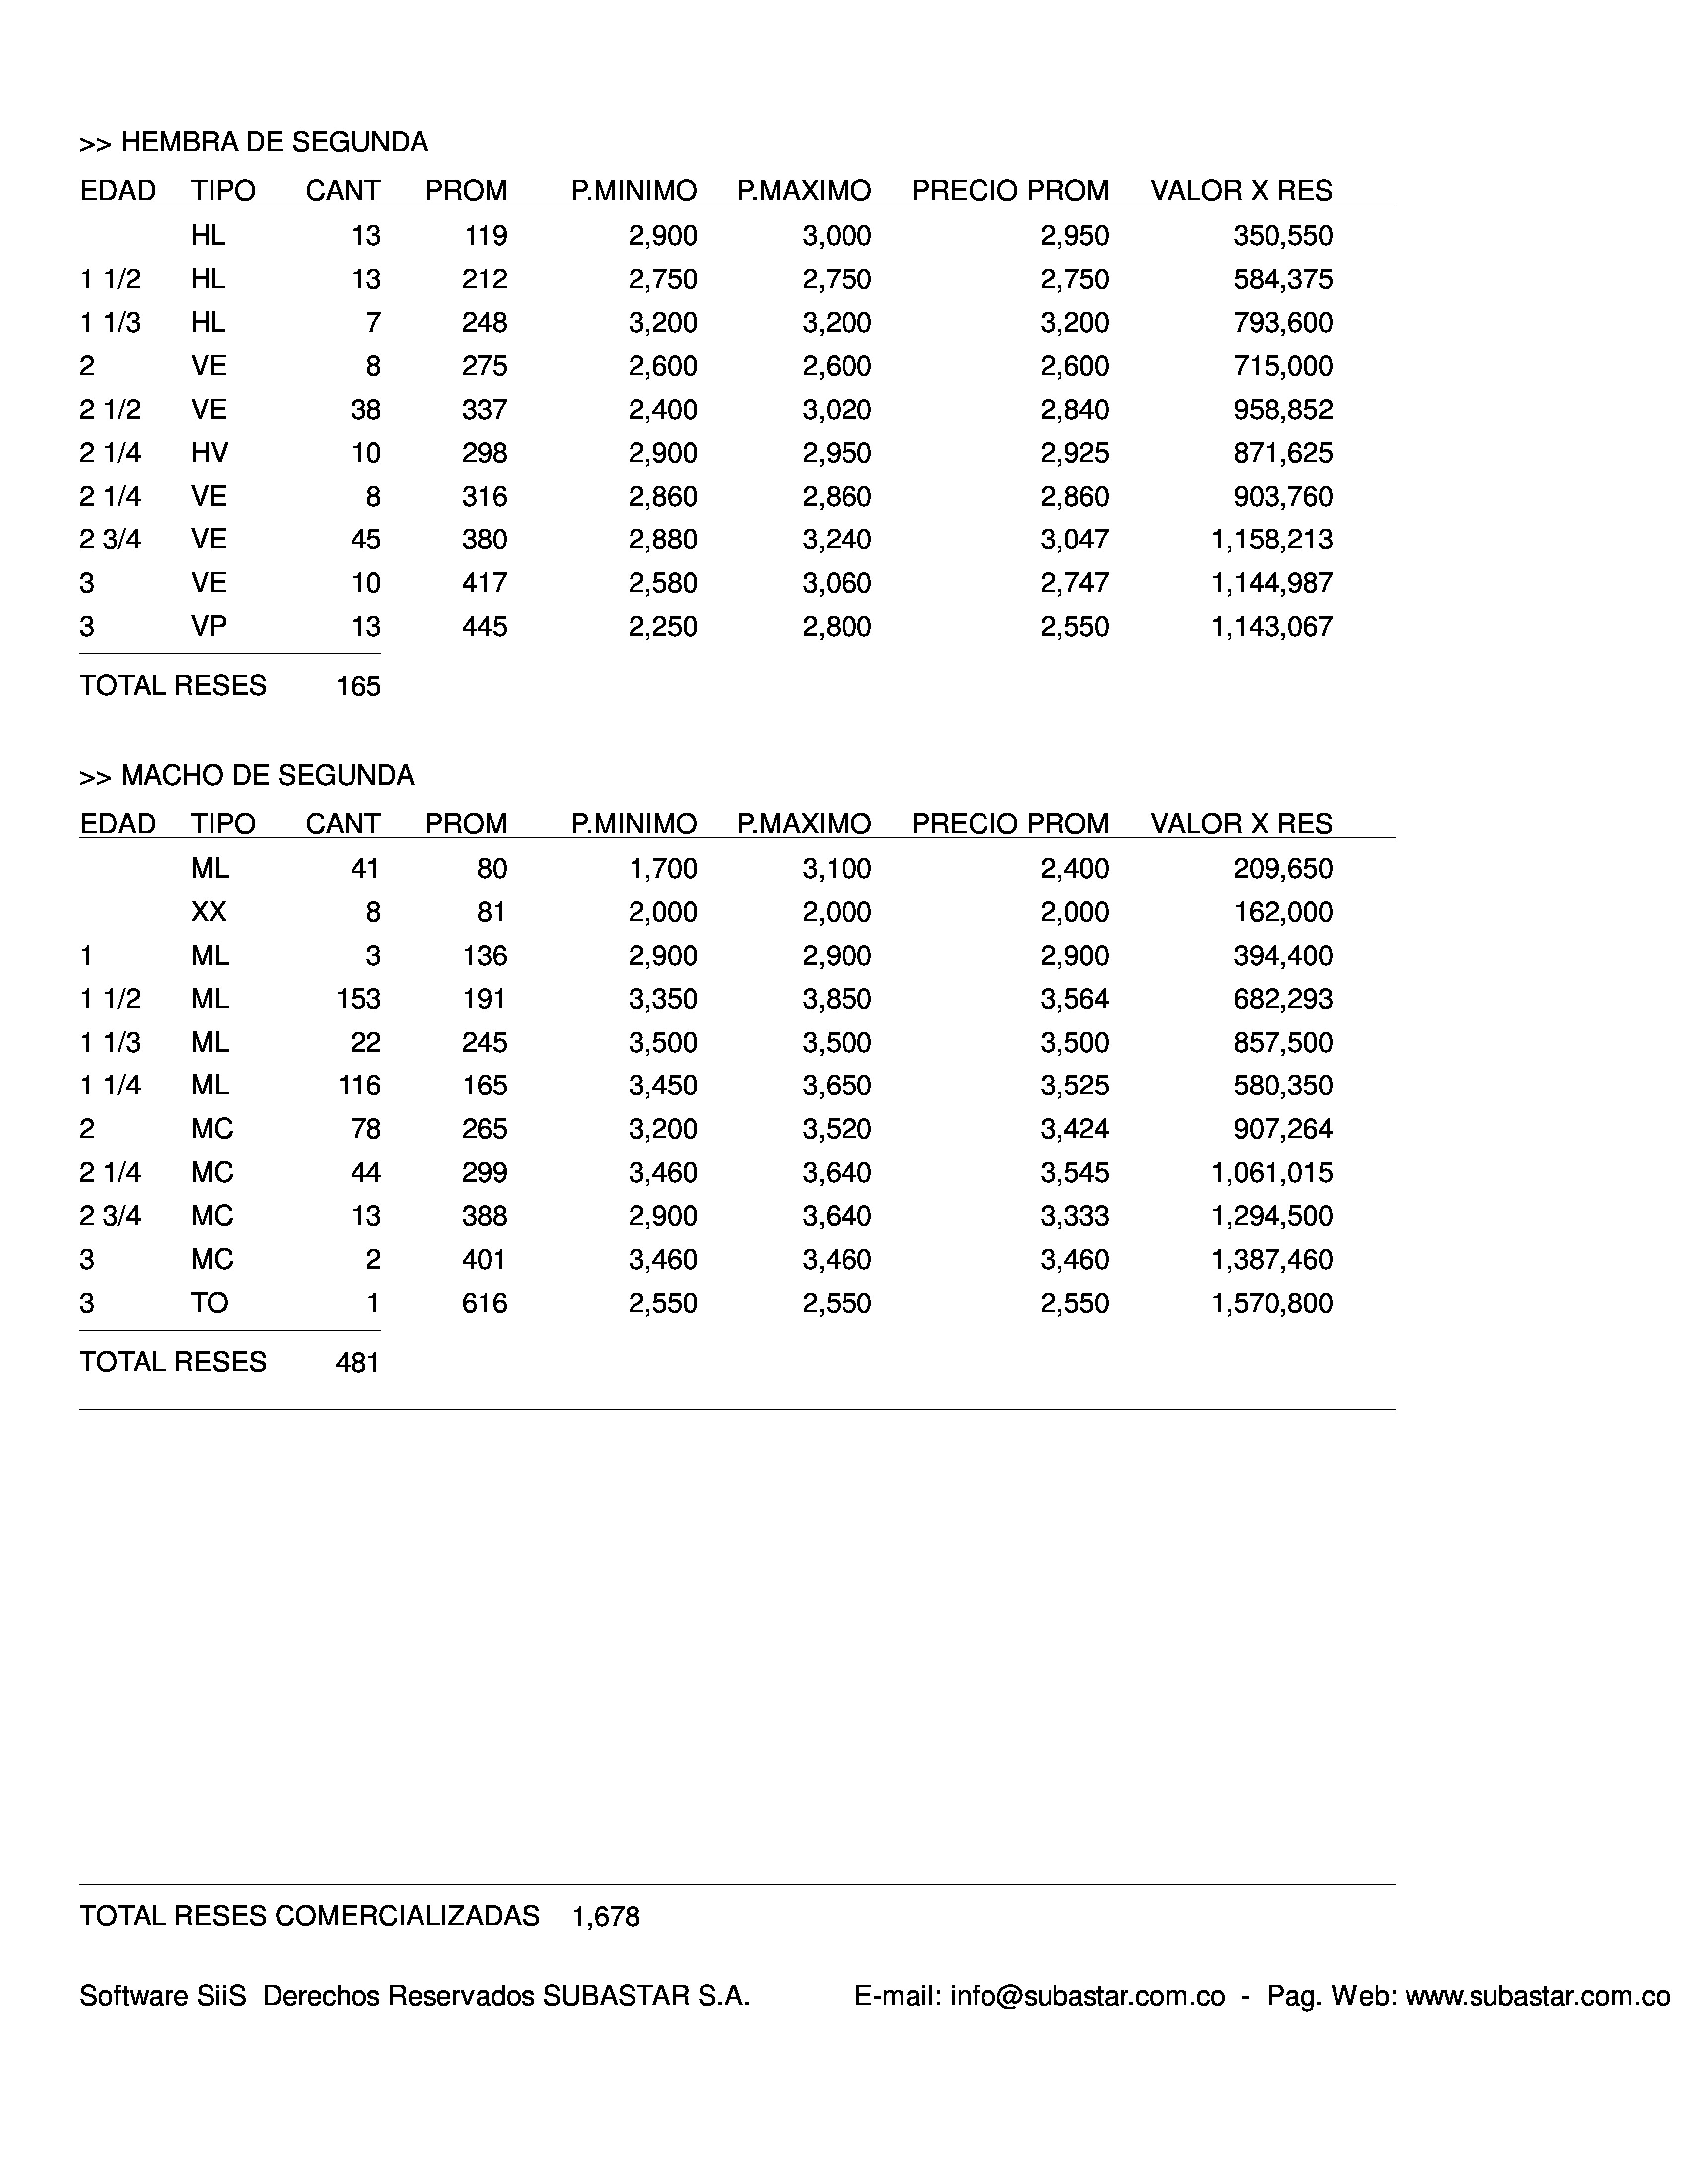 >> HEMBRA DE SEGUNDA
EDAD TIPO CANT PROM P.MINIMO P.MAXIMO PRECIO PROM VALOR X RES
HL 13 119 2,900 3,000 2,950 350,550
1 1/2 HL 13 212 2,750 2,750 2,750 584,375
1 1/3 HL 7 248 3,200 3,200 3,200 793,600
2 VE 8 275 2,600 2,600 2,600 715,000
2 1/2 VE 38 337 2,400 3,020 2,840 958,852
2 1/4 HV 10 298 2,900 2,950 2,925 871,625
2 1/4 VE 8 316 2,860 2,860 2,860 903,760
2 3/4 VE 45 380 2,880 3,240 3,047 1,158,213
3 VE 10 417 2,580 3,060 2,747 1,144,987
3 VP 13 445 2,250 2,800 2,550 1,143,067
TOTAL RESES 165
>> MACHO DE SEGUNDA
EDAD TIPO CANT PROM P.MINIMO P.MAXIMO PRECIO PROM VALOR X RES
ML 41 80 1,700 3,100 2,400 209,650
XX 8 81 2,000 2,000 2,000 162,000
1 ML 3 136 2,900 2,900 2,900 394,400
1 1/2 ML 153 191 3,350 3,850 3,564 682,293
1 1/3 ML 22 245 3,500 3,500 3,500 857,500
1 1/4 ML 116 165 3,450 3,650 3,525 580,350
2 MC 78 265 3,200 3,520 3,424 907,264
2 1/4 MC 44 299 3,460 3,640 3,545 1,061,015
2 3/4 MC 13 388 2,900 3,640 3,333 1,294,500
3 MC 2 401 3,460 3,460 3,460 1,387,460
3 TO 1 616 2,550 2,550 2,550 1,570,800
TOTAL RESES 481
TOTAL RESES COMERCIALIZADAS 1,678
Software SiiS Derechos Reservados SUBASTAR S.A. E-mail: info@subastar.com.co - Pag. Web: www.subastar.com.co